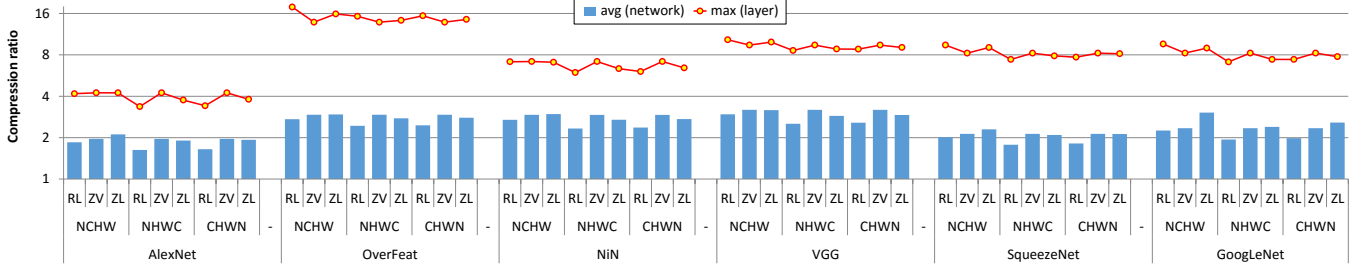 avg (network) max (layer)
Compression ratio
16
8
4
2
1
RL ZV ZL RL ZV ZL RL ZV ZL RL ZV ZL RL ZV ZL RL ZV ZL RL ZV ZL RL ZV ZL RL ZV ZL RL ZV ZL RL ZV ZL RL ZV ZL RL ZV ZL RL ZV ZL RL ZV ZL RL ZV ZL RL ZV ZL RL ZV ZL
NCHW NHWC CHWN - NCHW NHWC CHWN - NCHW NHWC CHWN - NCHW NHWC CHWN - NCHW NHWC CHWN - NCHW NHWC CHWN
AlexNet OverFeat NiN VGG SqueezeNet GoogLeNet